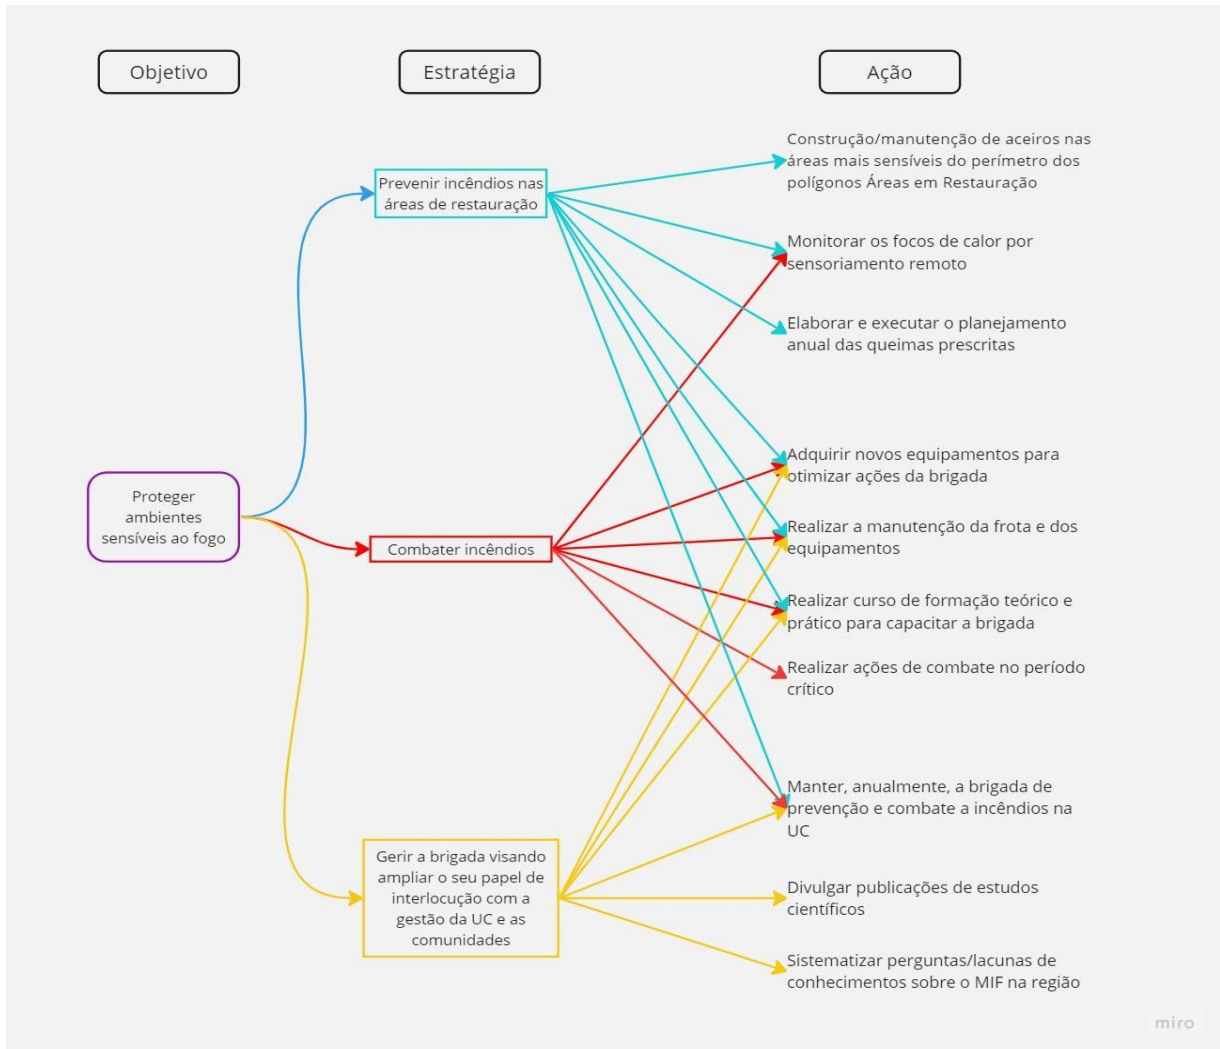 Objetivo
Estratégia
Ação
Construção/manutenção de aceiros nas
áreas mais sensíveis do perímetro dos
polígonos Áreas em Restauração
Prevenir incêndios nas
áreas de restauração
Monitorar os focos de calor por
sensoriamento remoto
Elaborar e executar o planejamento
anual das queimas prescritas
Adquirir novos equipamentos para
otimizar ações da brigada
Proteger
ambientes
sensíveis ao fogo
Combater incêndios
Realizar a manutenção da frota e dos
equipamentos
Realizar curso de formação teórico e
prático para capacitar a brigada
Realizar ações de combate no período
crítico
Manter, anualmente, a brigada de
prevenção e combate a incêndios na
UC
Gerir a brigada visando
ampliar o seu papel de
interlocução com a
gestão da UC e as
comunidades
Divulgar publicações de estudos
científicos
Sistematizar perguntas/lacunas de
conhecimentos sobre o MIF na região
miro